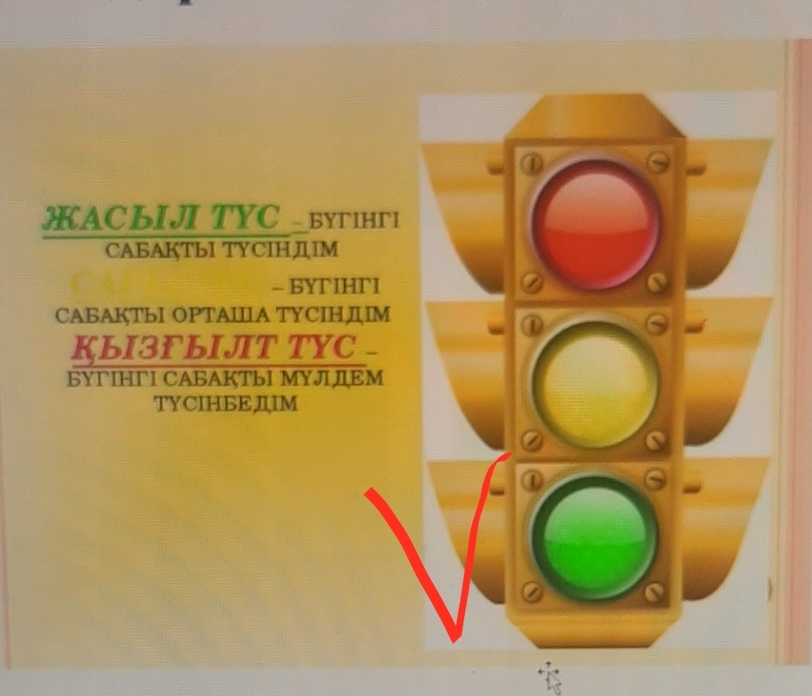 ЖАСЫЛ ТҮС – БҮГІНГІ
САБАҚТЫ ТҮСІНДІМ
– БҮГІНГІ
САБАҚТЫ ОРТАША ТҮСІНДІМ
ҚЫЗҒЫЛТ ТҮС –
БҮГІНГІ САБАҚТЫ МҮЛДЕМ
ТҮСІНБЕДІМ